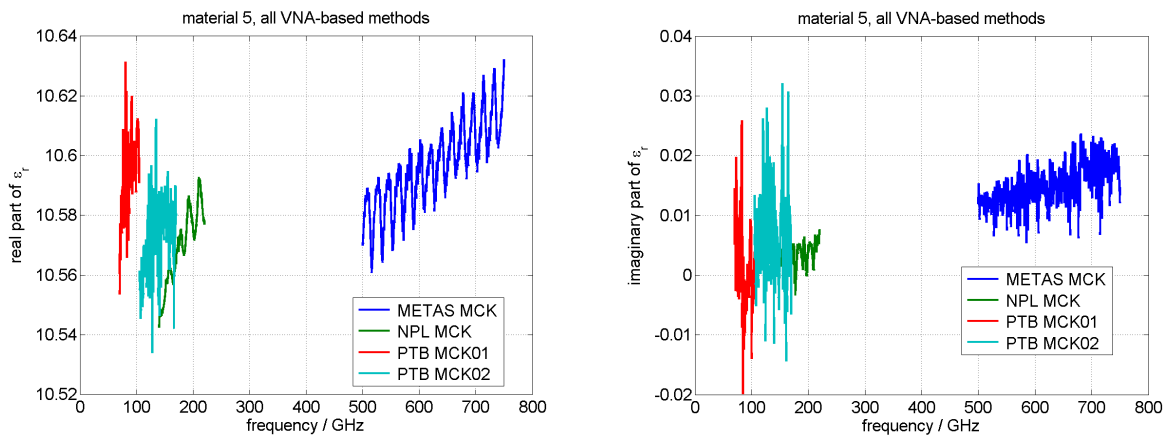 material 5, all VNA-based methods
real part of εr
10.64
10.62
10.6
10.58
10.56
10.54
10.52
0 100 200 300 400 500 600 700 800
frequency / GHz
METAS MCK
NPL MCK
PTB MCK01
PTB MCK02
material 5, all VNA-based methods
imaginary part of εr
0.04
0.03
0.02
0.01
0
-0.01
-0.02
0 100 200 300 400 500 600 700 800
frequency / GHz
METAS MCK
NPL MCK
PTB MCK01
PTB MCK02